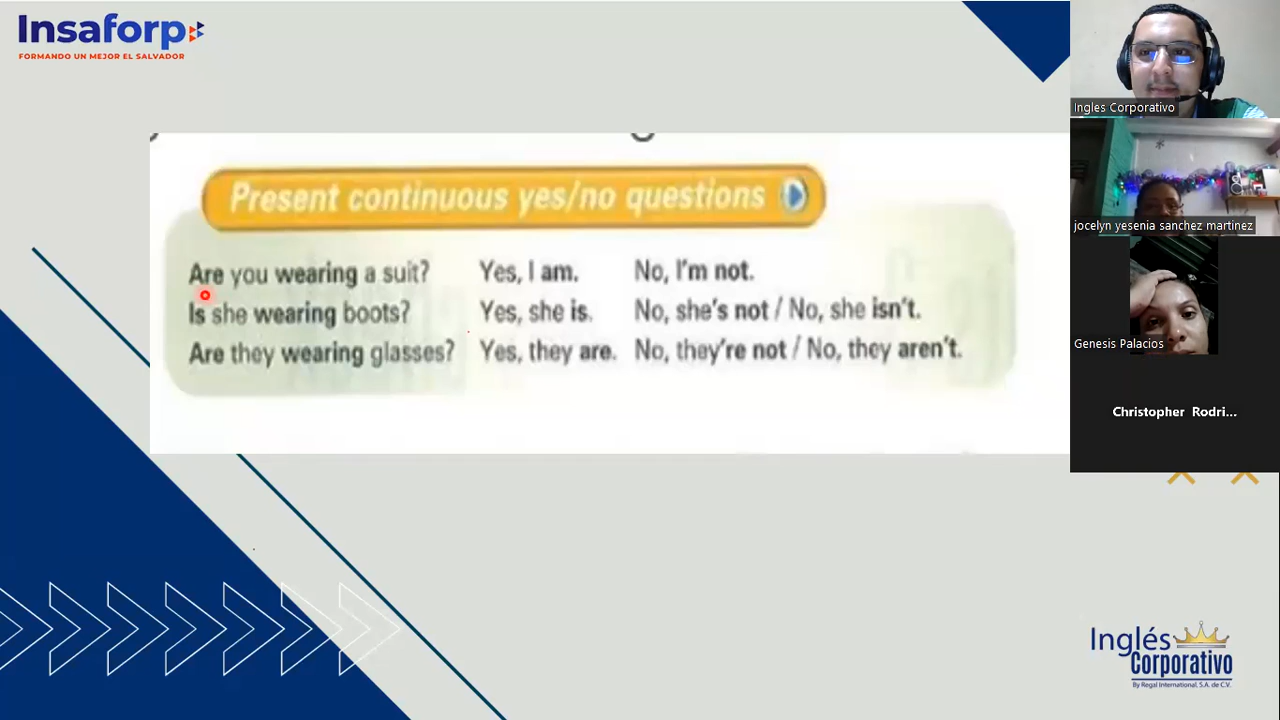 Insaforp
FORMANDO UN MEJOR EL SALVADOR
Present continuous yes/no questions
Are you wearing a suit? Yes, I am. No, I'm not.
Is she wearing boots? Yes, she is. No, she's not / No, she isn't.
Are they wearing glasses? Yes, they are. No, they're not / No, they aren't.
Ingles Corporativo
jocelyn yesenia sanchez martinez
Genesis Palacios
Christopher Rodri...
Inglés
Corporativo
By Regal International, S.A. de C.V.